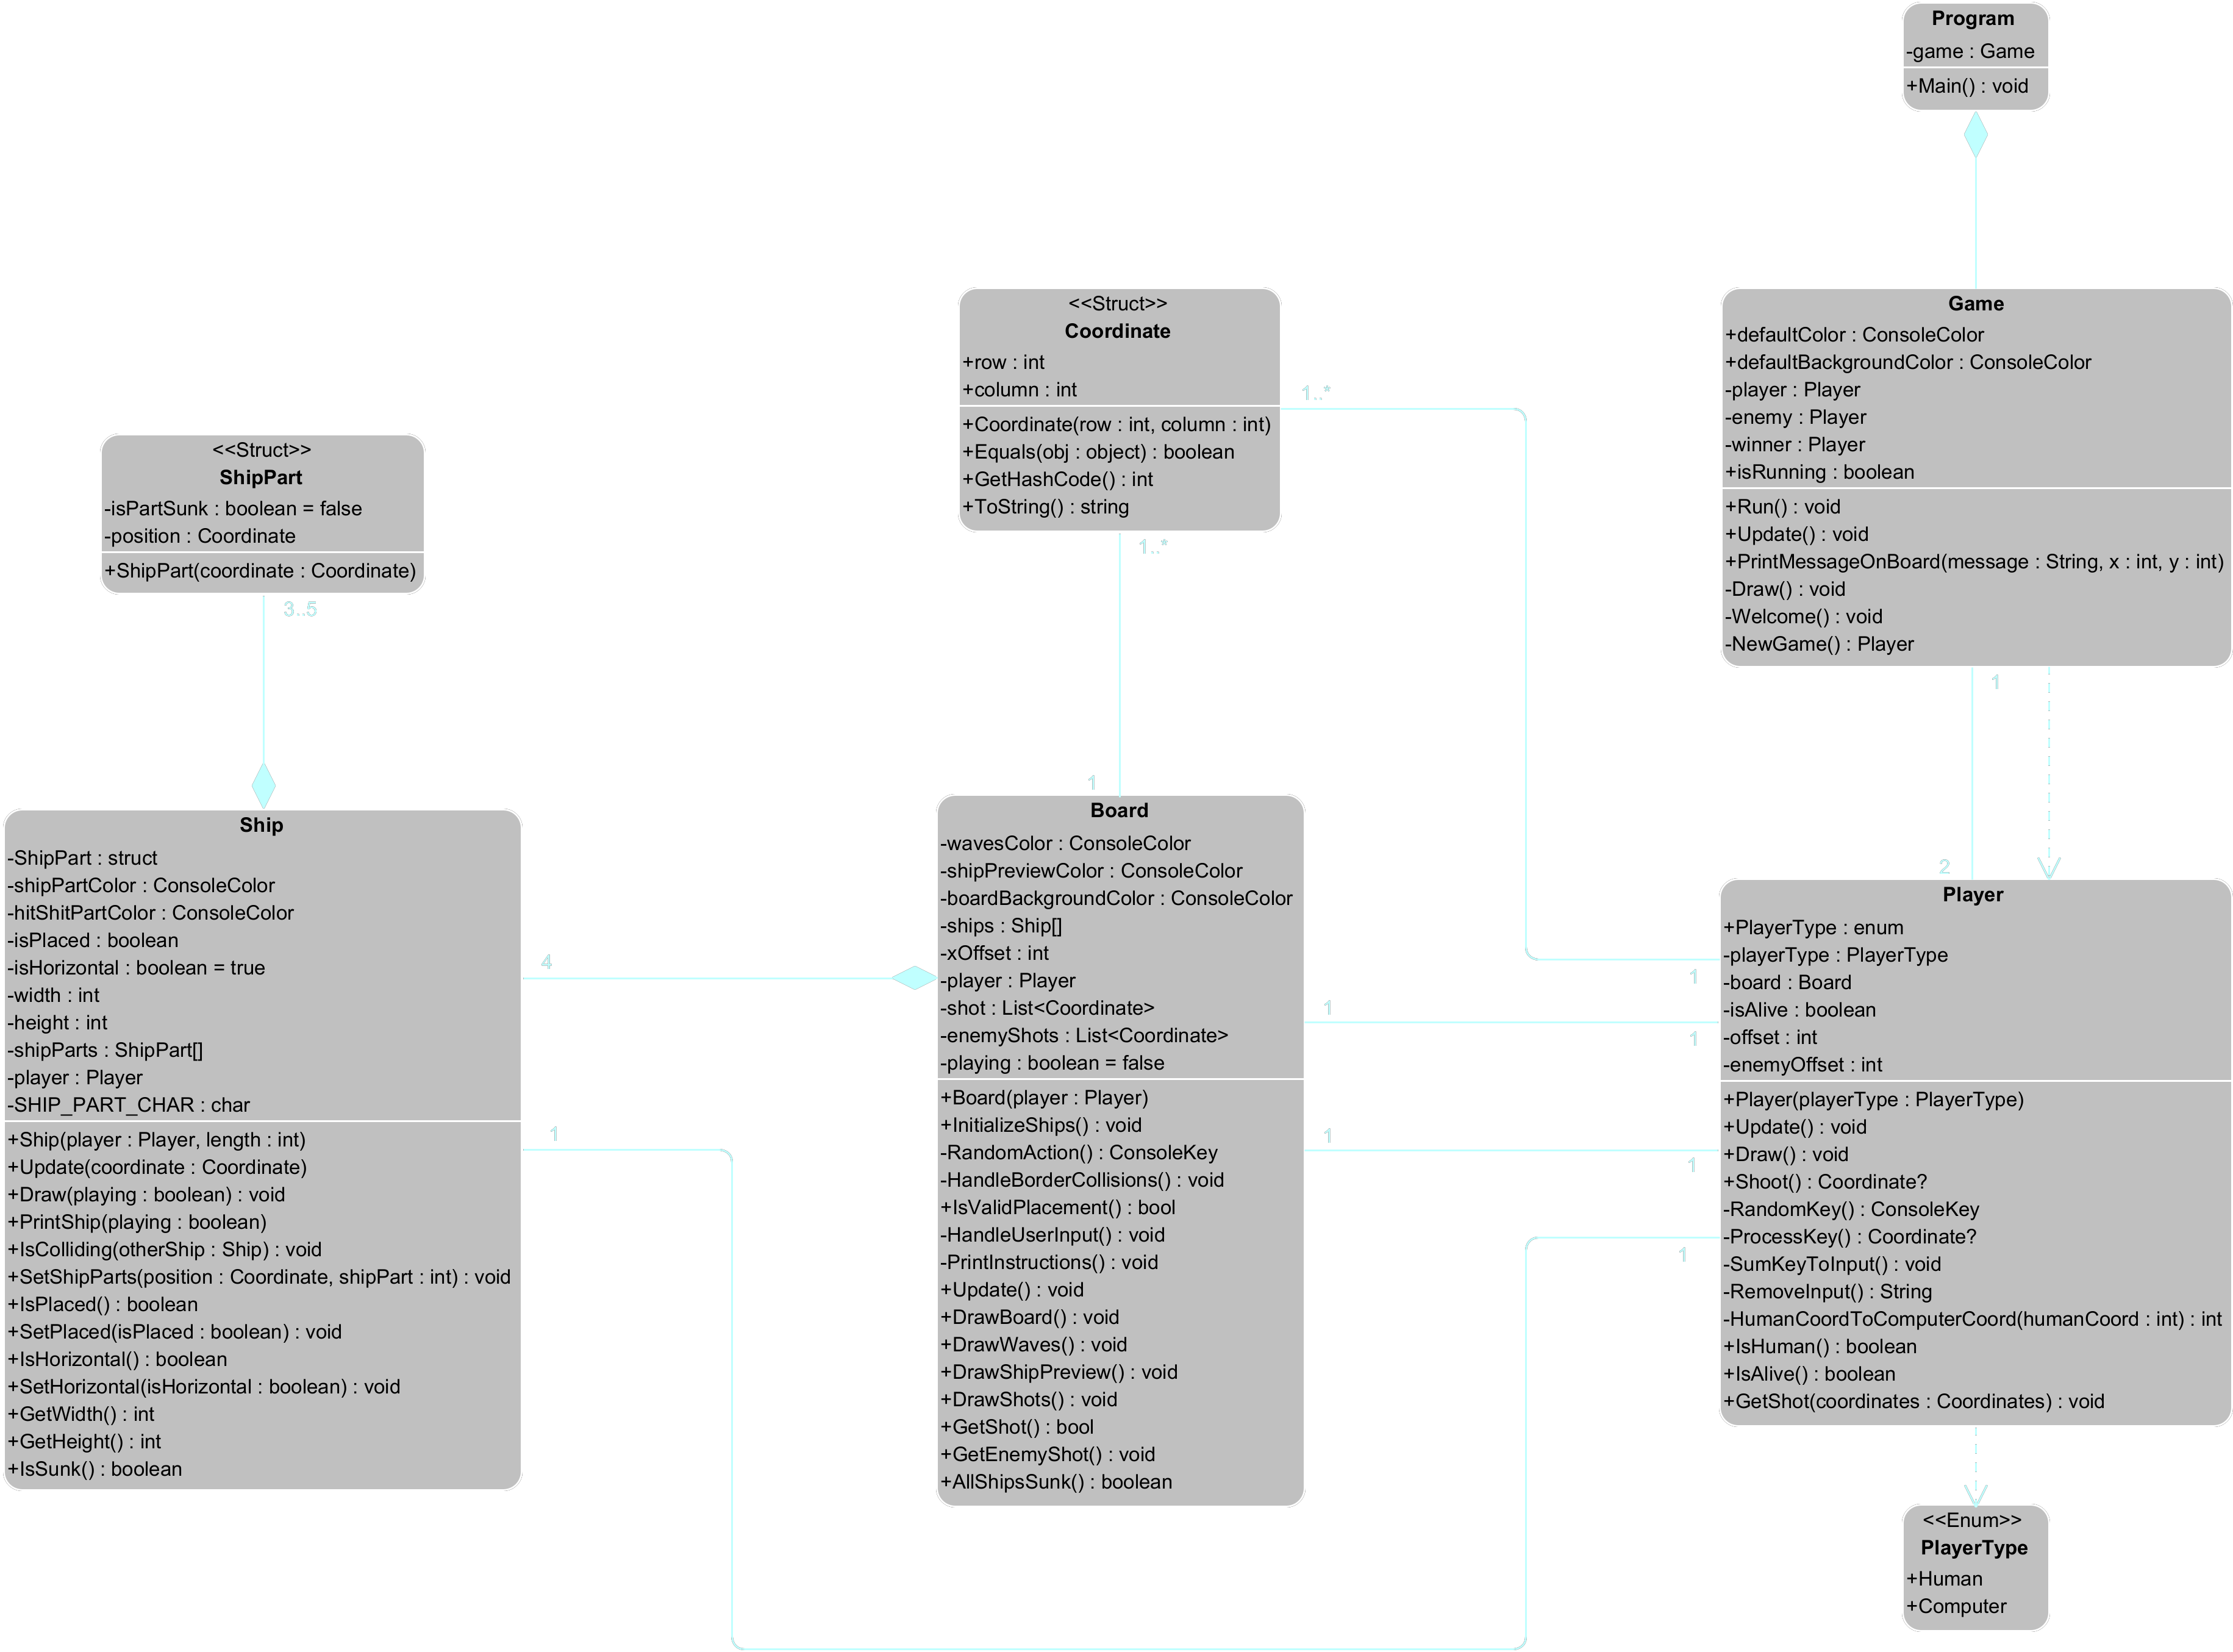 Program
-game : Game
+Main() : void
<<Struct>>
Coordinate
+row : int
+column : int
+Coordinate(row : int, column : int)
+Equals(obj : object) : boolean
+GetHashCode() : int
+ToString() : string
1..*
1..*
Game
+defaultColor : ConsoleColor
+defaultBackgroundColor : ConsoleColor
-player : Player
-enemy : Player
-winner : Player
+isRunning : boolean
+Run() : void
+Update() : void
+PrintMessageOnBoard(message : String, x : int, y : int)
-Draw() : void
-Welcome() : void
-NewGame() : Player
1
2
<<Struct>>
ShipPart
-isPartSunk : boolean = false
-position : Coordinate
+ShipPart(coordinate : Coordinate)
3..5
Ship
-ShipPart : struct
-shipPartColor : ConsoleColor
-hitShitPartColor : ConsoleColor
-isPlaced : boolean
-isHorizontal : boolean = true
-width : int
-height : int
-shipParts : ShipPart[]
-player : Player
-SHIP_PART_CHAR : char
+Ship(player : Player, length : int)
+Update(coordinate : Coordinate)
+Draw(playing : boolean) : void
+PrintShip(playing : boolean)
+IsColliding(otherShip : Ship) : void
+SetShipParts(position : Coordinate, shipPart : int) : void
+IsPlaced() : boolean
+SetPlaced(isPlaced : boolean) : void
+IsHorizontal() : boolean
+SetHorizontal(isHorizontal : boolean) : void
+GetWidth() : int
+GetHeight() : int
+IsSunk() : boolean
4
1
1
Board
-wavesColor : ConsoleColor
-shipPreviewColor : ConsoleColor
-boardBackgroundColor : ConsoleColor
-ships : Ship[]
-xOffset : int
-player : Player
-shot : List<Coordinate>
-enemyShots : List<Coordinate>
-playing : boolean = false
+Board(player : Player)
+InitializeShips() : void
-RandomAction() : ConsoleKey
-HandleBorderCollisions() : void
+IsValidPlacement() : bool
-HandleUserInput() : void
-PrintInstructions() : void
+Update() : void
+DrawBoard() : void
+DrawWaves() : void
+DrawShipPreview() : void
+DrawShots() : void
+GetShot() : bool
+GetEnemyShot() : void
+AllShipsSunk() : boolean
1
1
1
1
1
1
Player
+PlayerType : enum
-playerType : PlayerType
-board : Board
-isAlive : boolean
-offset : int
-enemyOffset : int
+Player(playerType : PlayerType)
+Update() : void
+Draw() : void
+Shoot() : Coordinate?
-RandomKey() : ConsoleKey
-ProcessKey() : Coordinate?
-SumKeyToInput() : void
-RemoveInput() : String
-HumanCoordToComputerCoord(humanCoord : int) : int
+IsHuman() : boolean
+IsAlive() : boolean
+GetShot(coordinates : Coordinates) : void
<<Enum>>
PlayerType
+Human
+Computer